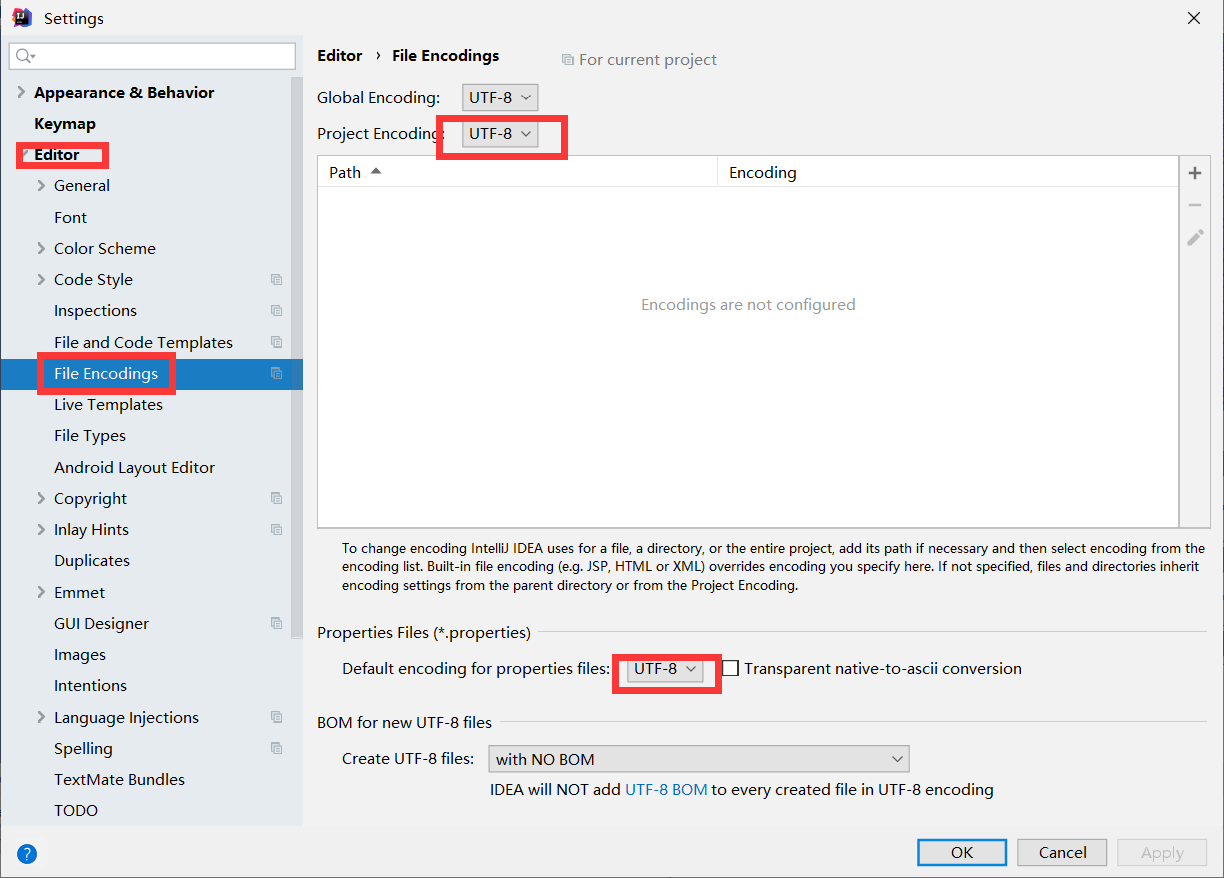 Settings
Appearance & Behavior
Keymap
Editor
General
Font
Color Scheme
Code Style
Inspections
File and Code Templates
File Encodings
Live Templates
File Types
Android Layout Editor
Copyright
Inlay Hints
Duplicates
Emmet
GUI Designer
Images
Intentions
Language Injections
Spelling
TextMate Bundles
TODO
?
Editor › File Encodings For current project
Global Encoding: UTF-8
Project Encoding: UTF-8
Path Encoding
Encodings are not configured
To change encoding IntelliJ IDEA uses for a file, a directory, or the entire project, add its path if necessary and then select encoding from the
encoding list. Built-in file encoding (e.g. JSP, HTML or XML) overrides encoding you specify here. If not specified, files and directories inherit
encoding settings from the parent directory or from the Project Encoding.
Properties Files (*.properties)
Default encoding for properties files: UTF-8 Transparent native-to-ascii conversion
BOM for new UTF-8 files
Create UTF-8 files: with NO BOM
IDEA will NOT add UTF-8 BOM to every created file in UTF-8 encoding
OK Cancel Apply